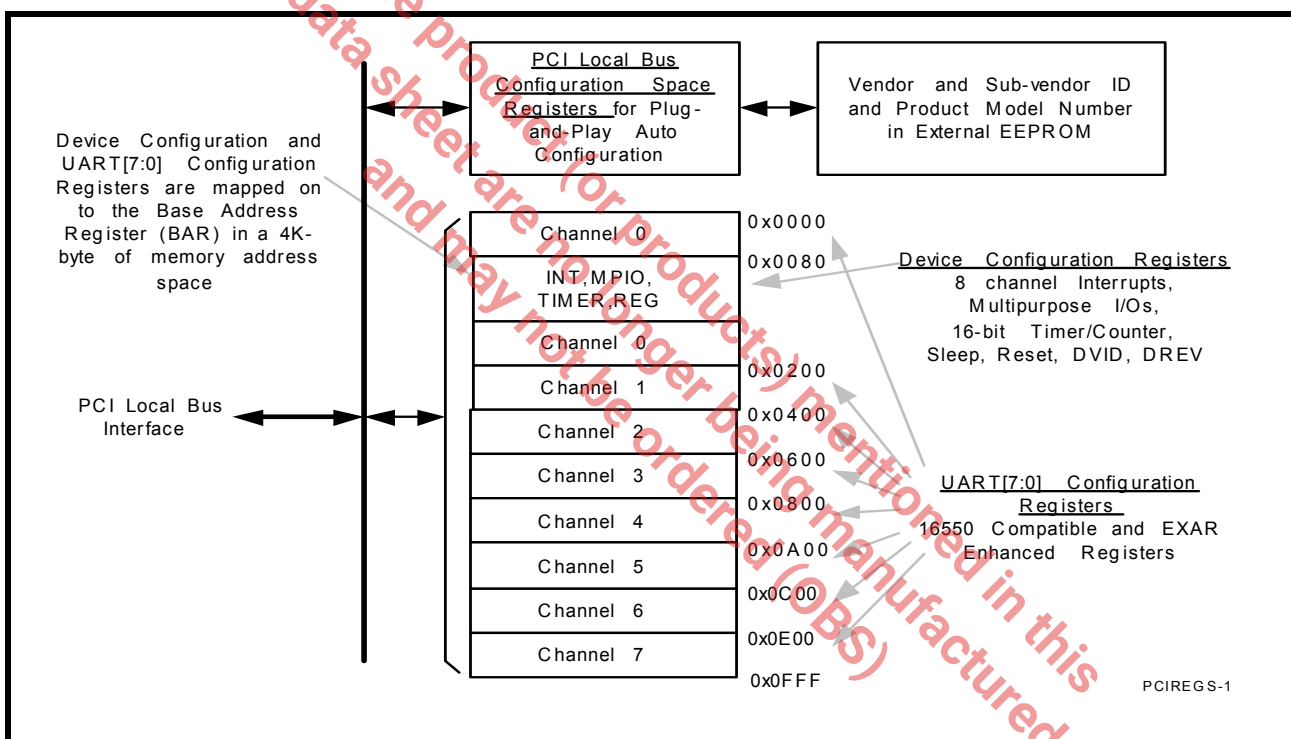 PCI Local Bus
Configuration Space
Registers for Plug-
and-Play Auto
Configuration
Vendor and Sub-vendor ID
and Product Model Number
in External EEPROM
Device Configuration and
UART[7:0] Configuration
Registers are mapped on
to the Base Address
Register (BAR) in a 4K-
byte of memory address
space
PCI Local Bus
Interface
Channel 0
INT,MPIO,
TIMER,REG
Channel 0
Channel 1
Channel 2
Channel 3
Channel 4
Channel 5
Channel 6
Channel 7
0x0000
0x0080
0x0200
0x0400
0x0600
0x0800
0x0A00
0x0C00
0x0E00
0x0FFF
Device Configuration Registers
8 channel Interrupts,
Multipurpose I/Os,
16-bit Timer/Counter,
Sleep, Reset, DVID, DREV
UART[7:0] Configuration
Registers
16550 Compatible and EXAR
Enhanced Registers
PCIREGS-1
product (or products) mentioned in this
data sheet are no longer being manufactured
and may not be ordered (OBS)